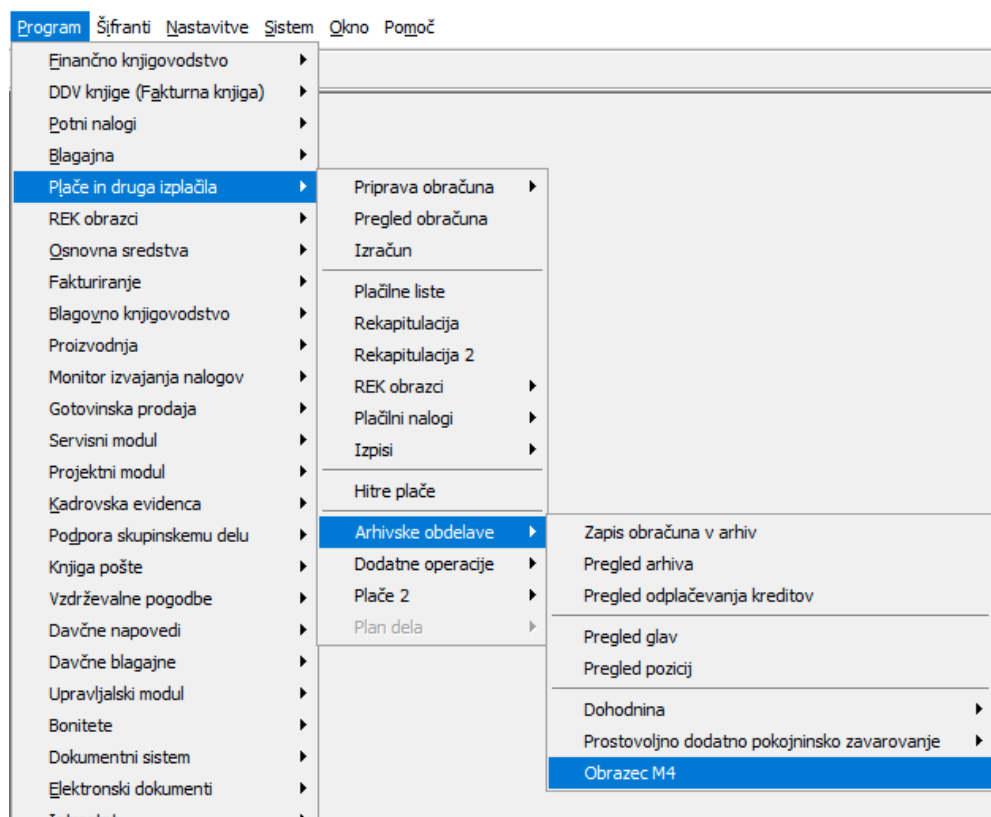 Program Šifranti Nastavitve Sistem Okno Pomoč
Finančno knjigovodstvo
DDV knjige (Fakturna knjiga)
Potni nalogi
Blagajna
Plače in druga izplačila
REK obrazci
Osnovna sredstva
Fakturiranje
Blagovno knjigovodstvo
Proizvodnja
Monitor izvajanja nalogov
Gotovinska prodaja
Servisni modul
Projektni modul
Kadrovska evidenca
Podpora skupinskemu delu
Knjiga pošte
Vzdrževalne pogodbe
Davčne napovedi
Davčne blagajne
Upravljalski modul
Bonitete
Dokumentni sistem
Elektronski dokumenti
Priprava obračuna
Pregled obračuna
Izračun
Plačilne liste
Rekapitulacija
Rekapitulacija 2
REK obrazci
Plačilni nalogi
Izpisi
Hitre plače
Arhivske obdelave
Dodatne operacije
Plače 2
Plan dela
Zapis obračuna v arhiv
Pregled arhiva
Pregled odplačevanja kreditov
Pregled glav
Pregled pozicij
Dohodnina
Prostovoljno dodatno pokojninsko zavarovanje
Obrazec M4